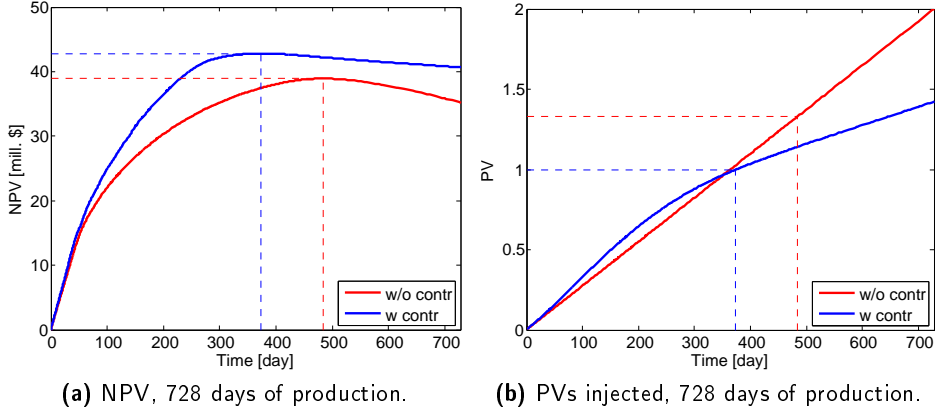 50
40
30
20
10
0
NPV [mill. $]
0 100 200 300 400 500 600 700
Time [day]
w/o contr
w contr
(a) NPV, 728 days of production.
2
1.5
1
0.5
0
PV
0 100 200 300 400 500 600 700
Time [day]
w/o contr
w contr
(b) PVs injected, 728 days of production.